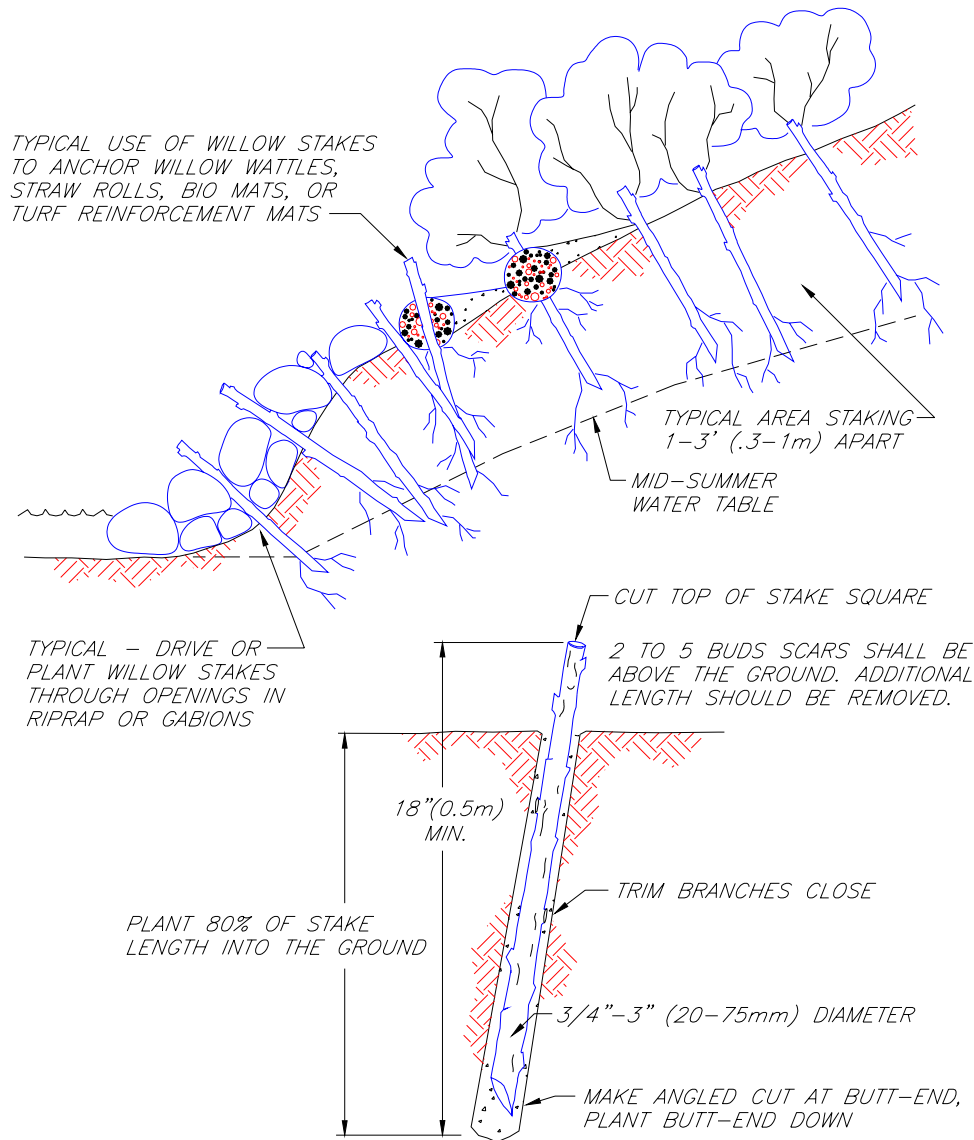 TYPICAL USE OF WILLOW STAKES
TO ANCHOR WILLOW WATTLES,
STRAW ROLLS, BIO MATS, OR
TURF REINFORCEMENT MATS
TYPICAL AREA STAKING
1-3' (.3-1m) APART
MID-SUMMER
WATER TABLE
TYPICAL - DRIVE OR
PLANT WILLOW STAKES
THROUGH OPENINGS IN
RIPRAP OR GABIONS
CUT TOP OF STAKE SQUARE
2 TO 5 BUDS SCARS SHALL BE
ABOVE THE GROUND. ADDITIONAL
LENGTH SHOULD BE REMOVED.
18"(0.5m)
MIN.
TRIM BRANCHES CLOSE
PLANT 80% OF STAKE
LENGTH INTO THE GROUND
3/4"-3" (20-75mm) DIAMETER
MAKE ANGLED CUT AT BUTT-END,
PLANT BUTT-END DOWN